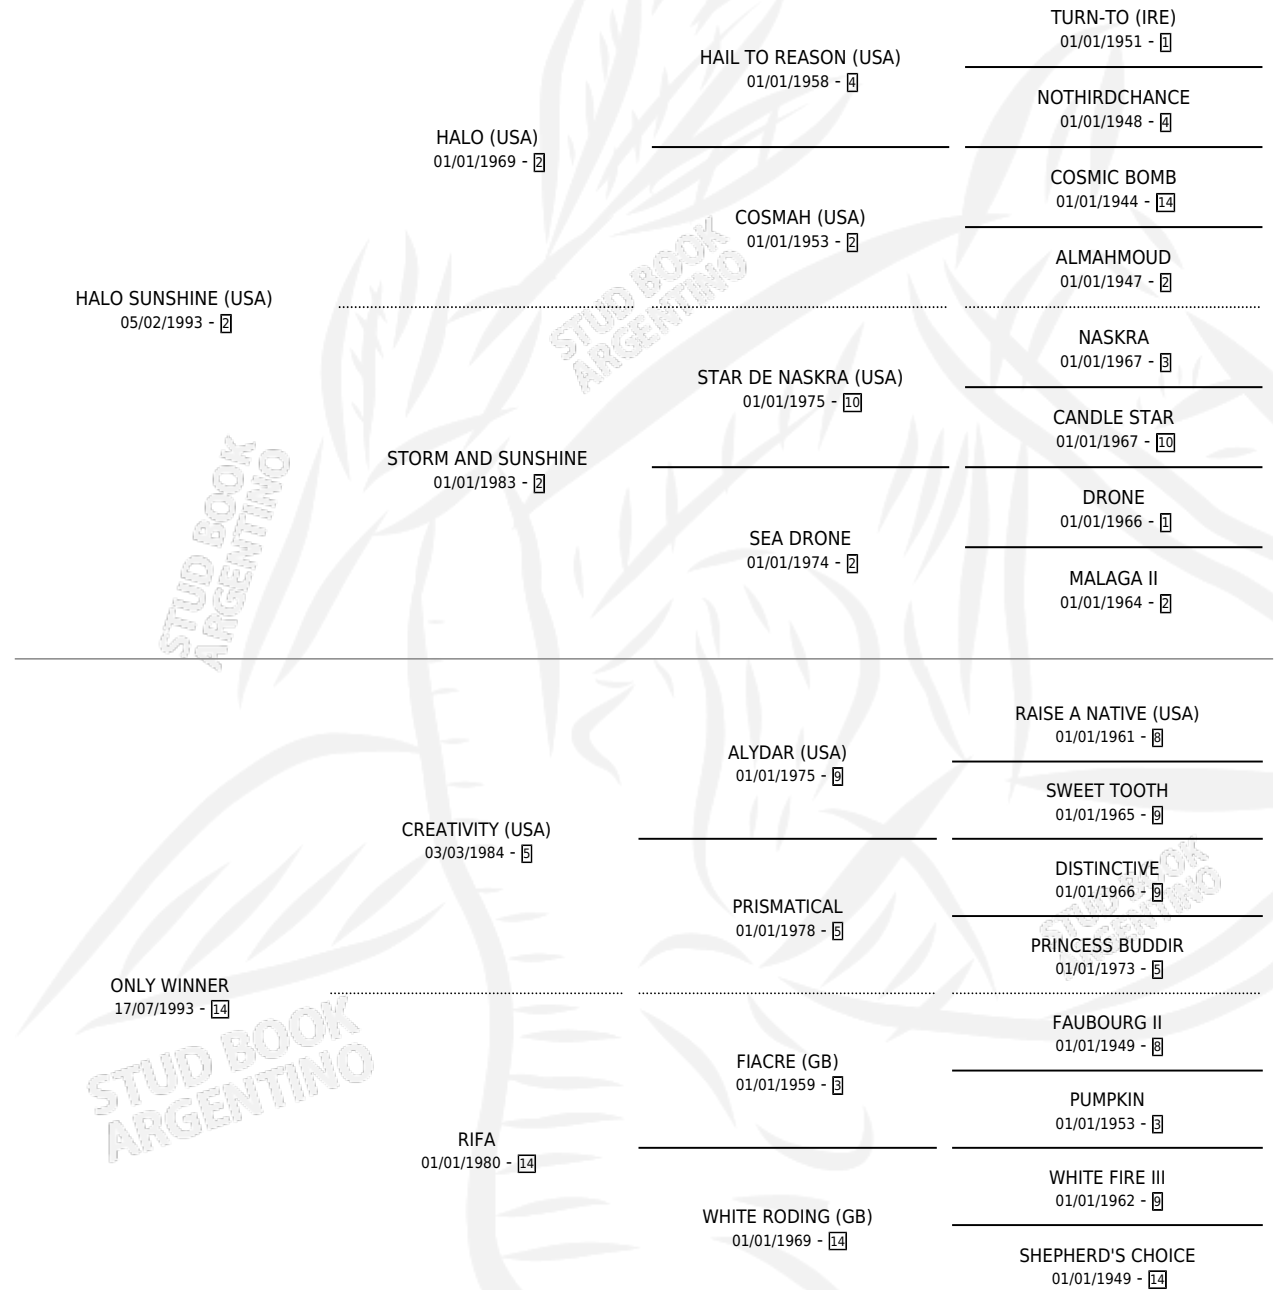 TURN-TO (IRE)
01/01/1951 - 1
HAIL TO REASON (USA)
01/01/1958 - 4
NOTHIRDCHANCE
01/01/1948 - 4
HALO (USA)
01/01/1969 - 2
COSMIC BOMB
01/01/1944 - 14
COSMAH (USA)
01/01/1953 - 2
ALMAHMOUD
01/01/1947 - 2
HALO SUNSHINE (USA)
05/02/1993 - 2
NASKRA
01/01/1967 - 3
STAR DE NASKRA (USA)
01/01/1975 - 10
CANDLE STAR
01/01/1967 - 10
STORM AND SUNSHINE
01/01/1983 - 2
DRONE
01/01/1966 - 1
SEA DRONE
01/01/1974 - 2
MALAGA II
01/01/1964 - 2
RAISE A NATIVE (USA)
01/01/1961 - 8
ALYDAR (USA)
01/01/1975 - 9
SWEET TOOTH
01/01/1965 - 9
CREATIVITY (USA)
03/03/1984 - 5
DISTINCTIVE
01/01/1966 - 9
PRISMATICAL
01/01/1978 - 5
PRINCESS BUDDIR
01/01/1973 - 5
ONLY WINNER
17/07/1993 - 14
FAUBOURG II
01/01/1949 - 8
FIACRE (GB)
01/01/1959 - 3
PUMPKIN
01/01/1953 - 3
RIFA
01/01/1980 - 14
WHITE FIRE III
01/01/1962 - 9
WHITE RODING (GB)
01/01/1969 - 14
SHEPHERD'S CHOICE
01/01/1949 - 14
STUD BOOK
ARGENTINO
STUD BOOK
ARGENTINO
STUD BOOK
ARGENTINO
STUD BOOK
ARGENTINO